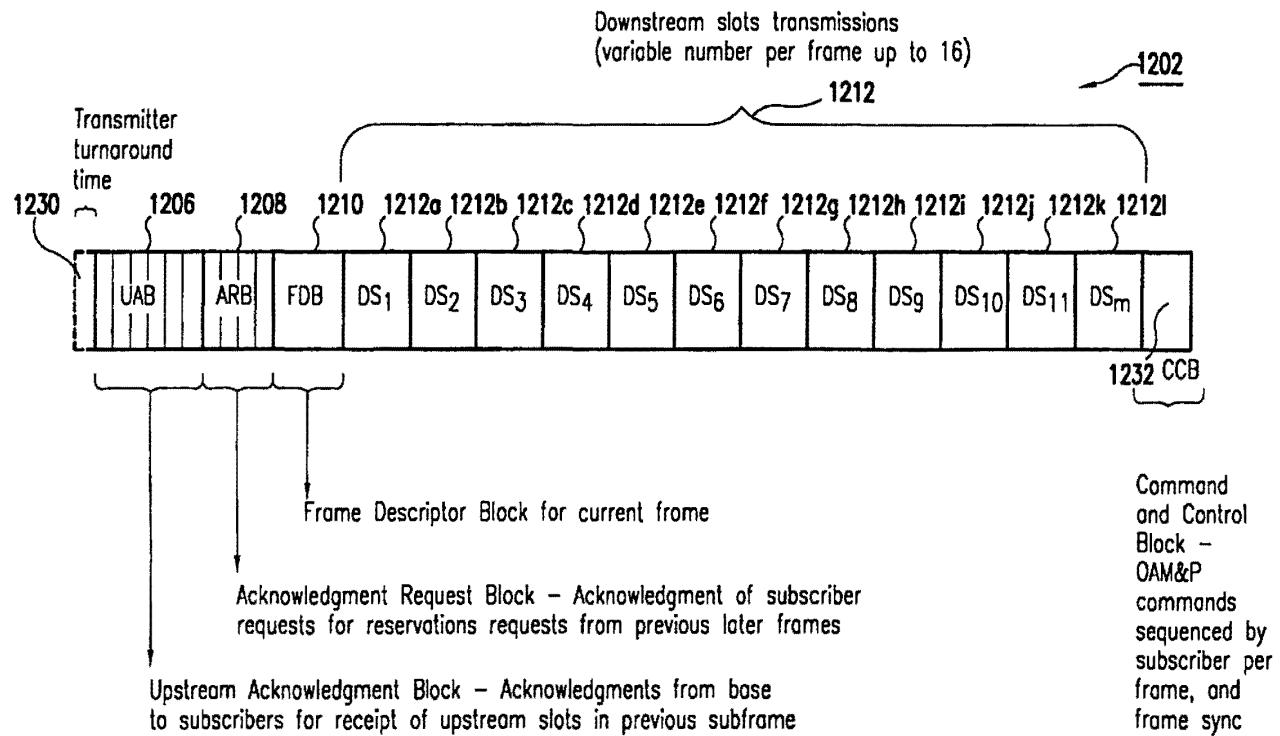 Downstream slots transmissions
(variable number per frame up to 16)
1202
1212
Transmitter
turnaround
time
1230 1206 1208 1210 1212a 1212b 1212c 1212d 1212e 1212f 1212g 1212h 1212i 1212j 1212k 1212l
UAB ARB FDB DS1 DS2 DS3 DS4 DS5 DS6 DS7 DS8 DS9 DS10 DS11 DSm
1232 CCB
Frame Descriptor Block for current frame
Acknowledgment Request Block – Acknowledgment of subscriber
requests for reservations requests from previous later frames
Upstream Acknowledgment Block – Acknowledgments from base
to subscribers for receipt of upstream slots in previous subframe
Command
and Control
Block –
OAM&P
commands
sequenced by
subscriber per
frame, and
frame sync